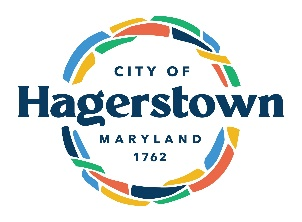 CITY OF
Hagerstown
MARYLAND
1762